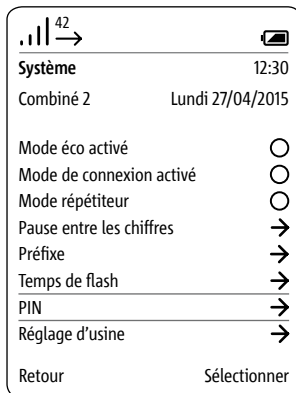 42
Système 12:30
Combiné 2 Lundi 27/04/2015
Mode éco activé
Mode de connexion activé
Mode répétiteur
Pause entre les chiffres
Préfixe
Temps de flash
PIN
Réglage d'usine
Retour Sélectionner